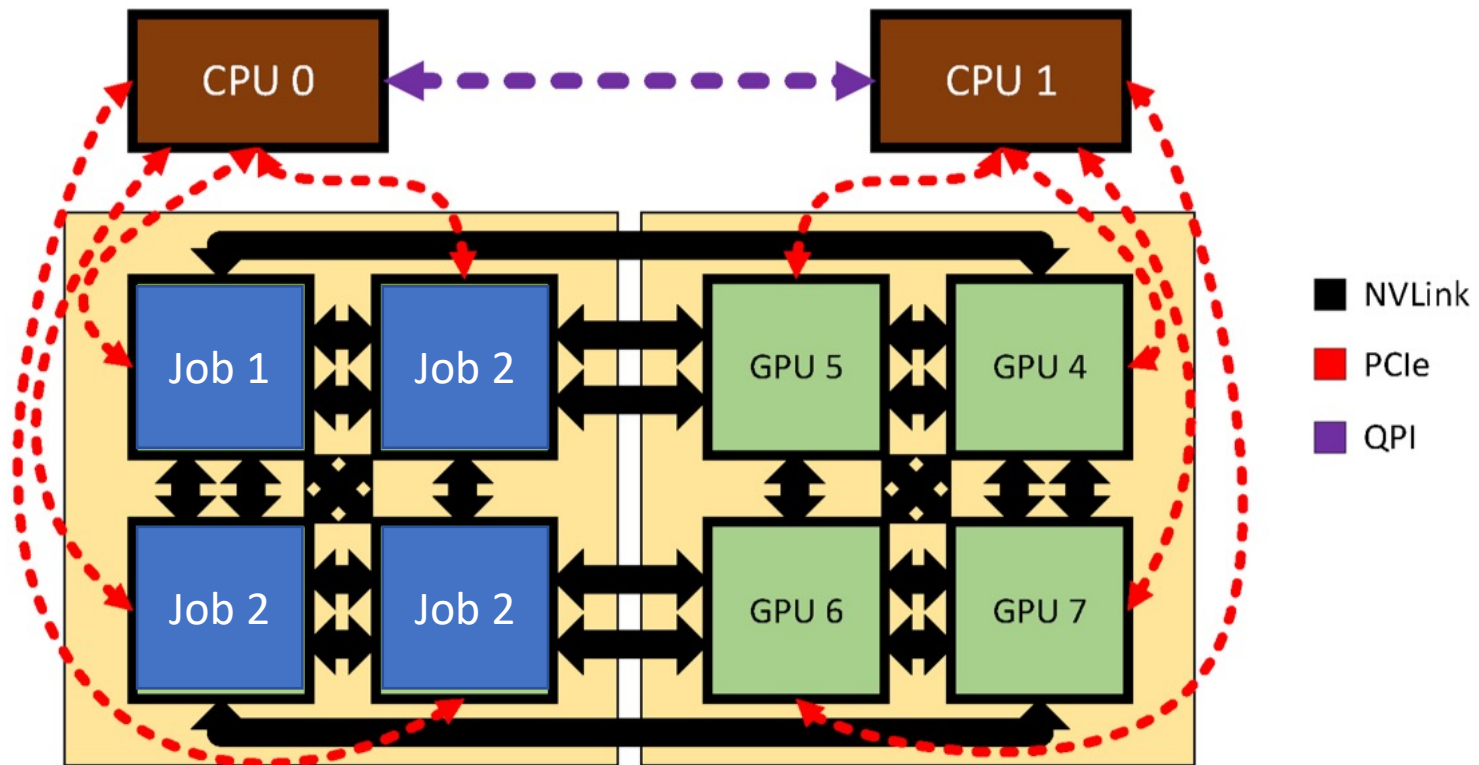 CPU 0
CPU 1
Job 1
Job 2
GPU 5
GPU 4
Job 2
Job 2
GPU 6
GPU 7
NVLink
PCIe
QPI